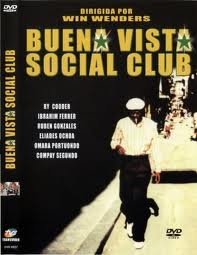 DVD
BUENA VISTA SOCIAL CLUB
DIRIGIDA POR
WIM WENDERS
BUENA VISTA
SOCIAL CLUB
RY COODER
IBRAHIM FERRER
RUBEN GONZALES
ELIADES OCHOA
OMARA PORTUONDO
COMPAY SEGUNDO
DVD